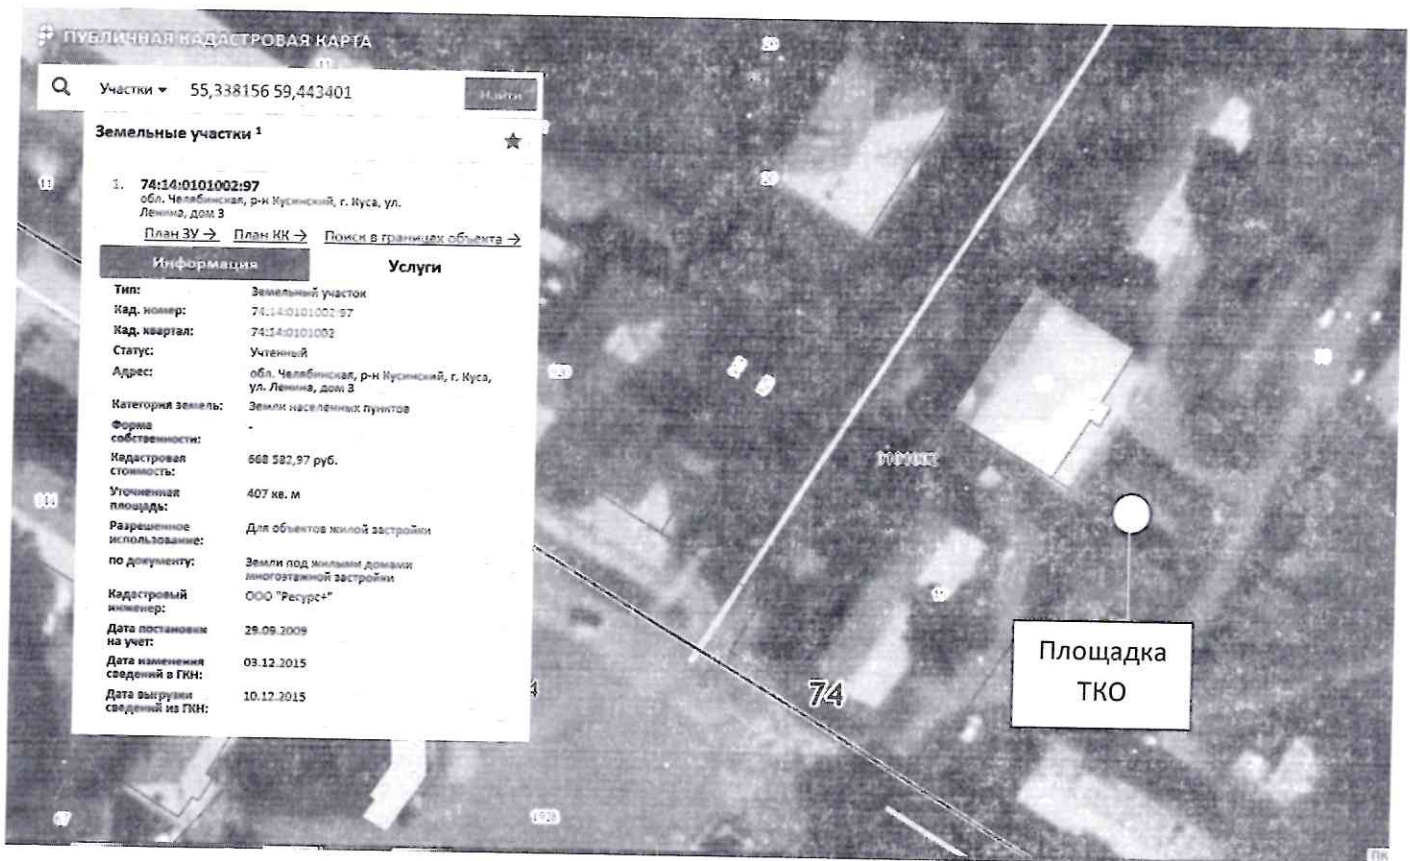 ПУБЛИЧНАЯ КАДАСТРОВАЯ КАРТА
Участки 55,338156 59,443401 Найти
Земельные участки 1
1. 74:14:0101002:97
обл. Челябинская, р-н Кусинский, г. Куса, ул.
Ленина, дом 3
План ЗУ → План КК → Поиск в границах объекта →
Информация Услуги
Тип: Земельный участок
Кад. номер: 74:14:0101002:97
Кад. квартал: 74:14:0101002
Статус: Учтенный
Адрес: обл. Челябинская, р-н Кусинский, г. Куса,
ул. Ленина, дом 3
Категория земель: Земли населенных пунктов
Форма
собственности: -
Кадастровая
стоимость: 668 582,97 руб.
Уточненная
площадь: 407 кв. м
Разрешенное
использование: Для объектов жилой застройки
по документу: Земли под жилыми домами
многоэтажной застройки
Кадастровый
инженер: ООО "Ресурс+"
Дата постановки
на учет: 29.09.2009
Дата изменения
сведений в ГКН: 03.12.2015
Дата выгрузки
сведений из ГКН: 10.12.2015
74
Площадка
ТКО
67
1928
ПК